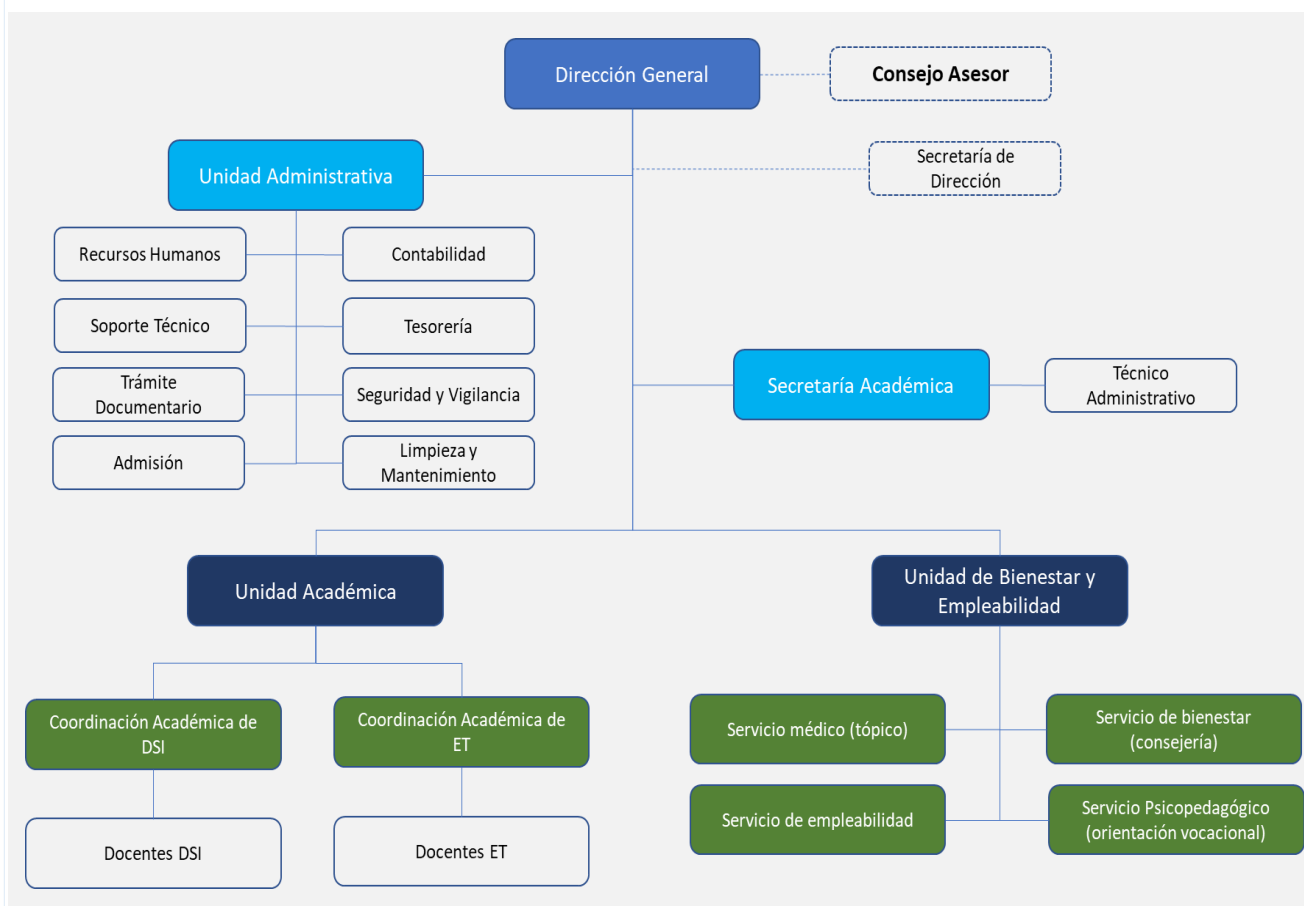 Dirección General
Consejo Asesor
Secretaría de
Dirección
Unidad Administrativa
Recursos Humanos
Contabilidad
Soporte Técnico
Tesorería
Trámite
Documentario
Seguridad y Vigilancia
Admisión
Limpieza y
Mantenimiento
Secretaría Académica
Técnico
Administrativo
Unidad Académica
Unidad de Bienestar y
Empleabilidad
Coordinación Académica de
DSI
Coordinación Académica de
ET
Docentes DSI
Docentes ET
Servicio médico (tópico)
Servicio de bienestar
(consejería)
Servicio de empleabilidad
Servicio Psicopedagógico
(orientación vocacional)